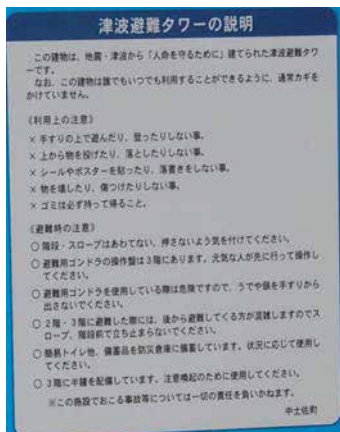 津波避難タワーの説明
この建物は、地震・津波から「人命を守るために」建てられた津波避難タワ
ーです。
なお、この建物は誰でもいつでも利用することができるように、通常カギを
かけていません。
《利用上の注意》
× 手すりの上で遊んだり、登ったりしない事。
× 上から物を投げたり、落としたりしない事。
× シールやポスターを貼ったり、落書きをしない事。
× 物を壊したり、傷つけたりしない事。
× ゴミは必ず持って帰ること。
《避難時の注意》
○ 階段・スロープはあわてない、押さないよう気を付けてください。
○ 避難用ゴンドラの操作盤は3階にあります。元気な人が先に行って操作し
てください。
○ 避難用ゴンドラを使用している際は危険ですので、うでや頭を手すりから
出さないでください。
○ 2階・3階に避難した際には、後から避難してくる方が混雑しますのでス
ロープ、階段前で立ち止まらないでください。
○ 簡易トイレ他、備蓄品を防災倉庫に備蓄しています。状況に応じて使用し
てください。
○ 3階に半鐘を配備しています。注意喚起のために使用してください。
※この施設でおこる事故等については一切の責任を負いかねます。
中土佐町